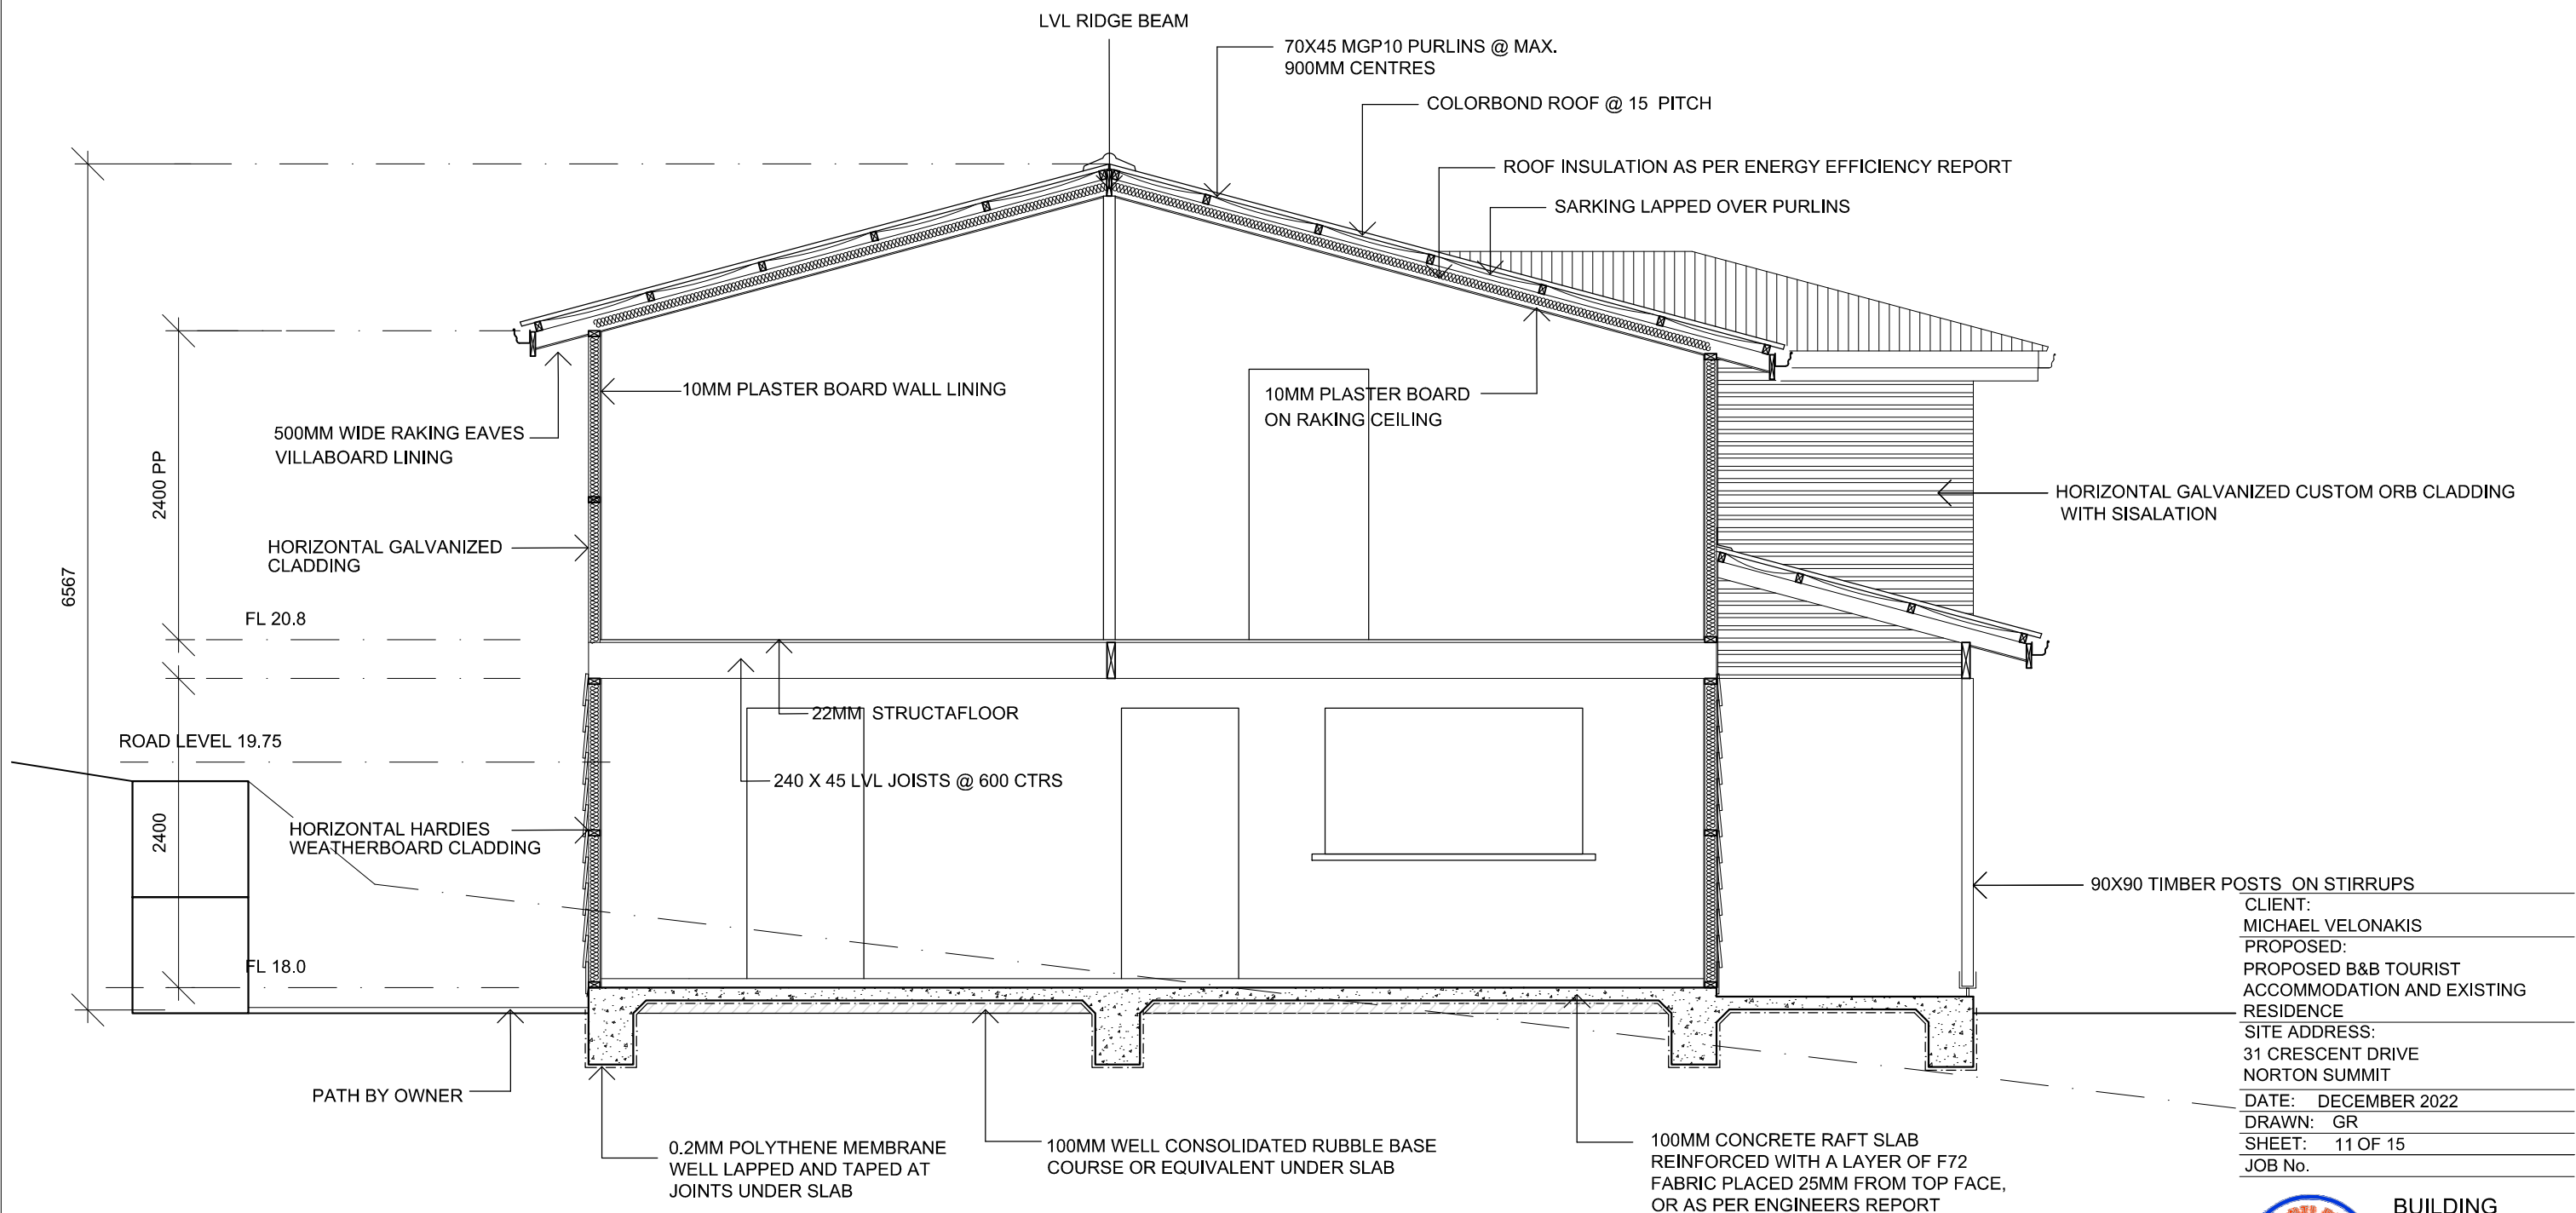 LVL RIDGE BEAM
70X45 MGP10 PURLINS @ MAX.
900MM CENTRES
COLORBOND ROOF @ 15 PITCH
ROOF INSULATION AS PER ENERGY EFFICIENCY REPORT
SARKING LAPPED OVER PURLINS
10MM PLASTER BOARD WALL LINING
10MM PLASTER BOARD
ON RAKING CEILING
500MM WIDE RAKING EAVES
VILLABOARD LINING
2400 PP
HORIZONTAL GALVANIZED CUSTOM ORB CLADDING
WITH SISALATION
HORIZONTAL GALVANIZED
CLADDING
6567
FL 20.8
22MM STRUCTAFLOOR
ROAD LEVEL 19.75
240 X 45 LVL JOISTS @ 600 CTRS
2400
HORIZONTAL HARDIES
WEATHERBOARD CLADDING
90X90 TIMBER POSTS ON STIRRUPS
FL 18.0
PATH BY OWNER
0.2MM POLYTHENE MEMBRANE
WELL LAPPED AND TAPED AT
JOINTS UNDER SLAB
100MM WELL CONSOLIDATED RUBBLE BASE
COURSE OR EQUIVALENT UNDER SLAB
100MM CONCRETE RAFT SLAB
REINFORCED WITH A LAYER OF F72
FABRIC PLACED 25MM FROM TOP FACE,
OR AS PER ENGINEERS REPORT
CLIENT:
MICHAEL VELONAKIS
PROPOSED:
PROPOSED B&B TOURIST
ACCOMMODATION AND EXISTING
RESIDENCE
SITE ADDRESS:
31 CRESCENT DRIVE
NORTON SUMMIT
DATE: DECEMBER 2022
DRAWN: GR
SHEET: 11 OF 15
JOB No.
BUILDING